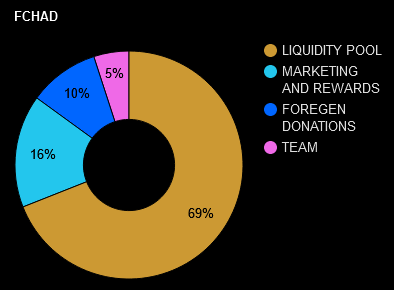 FCHAD
LIQUIDITY POOL
MARKETING
AND REWARDS
FOREGEN
DONATIONS
TEAM
5%
10%
16%
69%